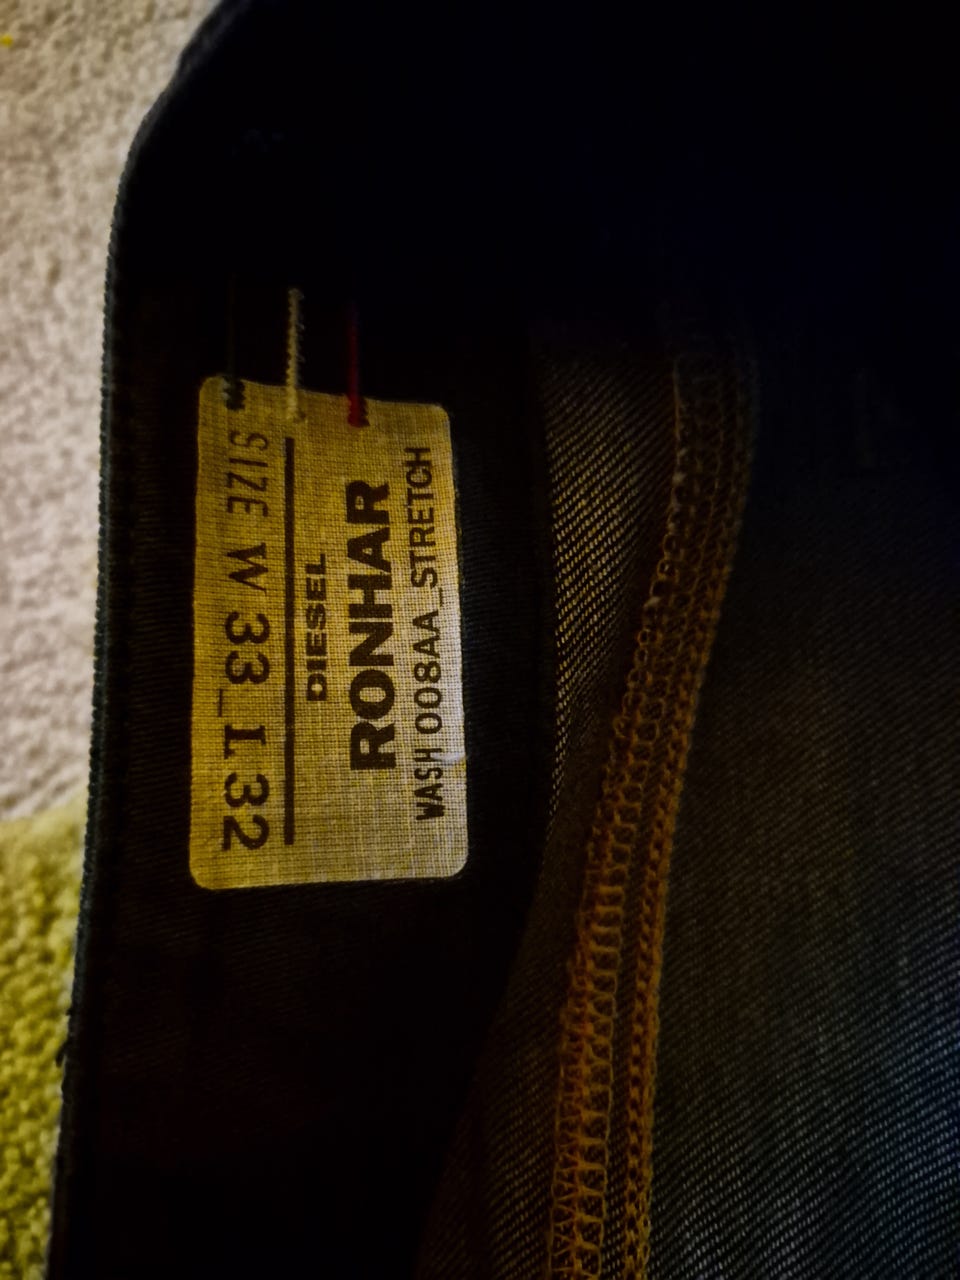 SIZE W 33_L 32
DIESEL
RONHAR
WASH 008AA_STRETCH